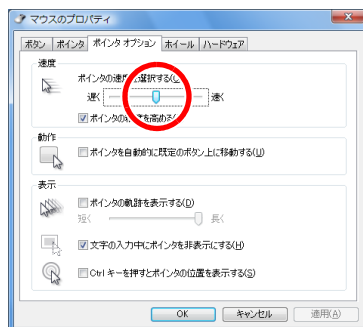 マウスのプロパティ
ボタン ポインタ ポインタ オプション ホイール ハードウェア
速度
ポインタの速度 選択する(C)
遅く 速く
ポインタの 高める
動作
ポインタを自動的に既定のボタン上に移動する(U)
表示
ポインタの軌跡を表示する(D)
短く 長く
文字の入力中にポインタを非表示にする(H)
Ctrl キーを押すとポインタの位置を表示する(S)
OK キャンセル 適用(A)